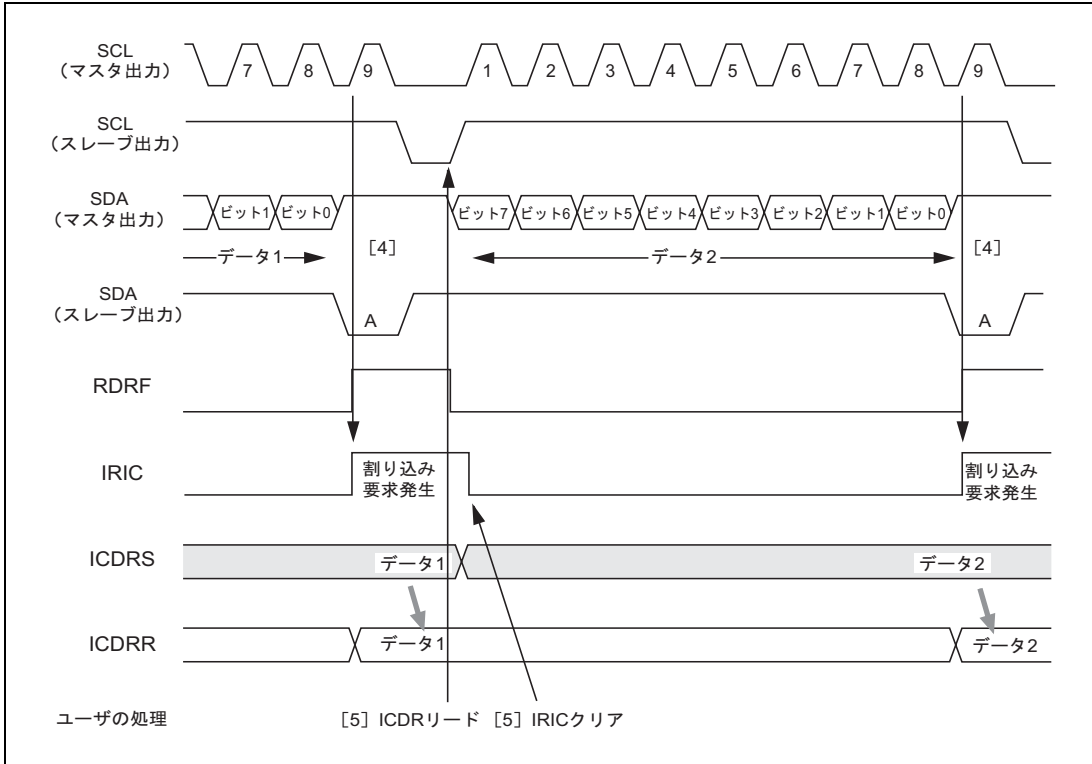 SCL
（マスタ出力）
7 8 9 1 2 3 4 5 6 7 8 9
SCL
（スレーブ出力）
SDA
（マスタ出力）
ビット1 ビット0 ビット7 ビット6 ビット5 ビット4 ビット3 ビット2 ビット1 ビット0
データ1 ［4］ データ2 ［4］
SDA
（スレーブ出力）
A A
RDRF
IRIC
割り込み
要求発生
割り込み
要求発生
ICDRS
データ1 データ2
ICDRR
データ1 データ2
ユーザの処理 ［5］ICDRリード ［5］IRICクリア